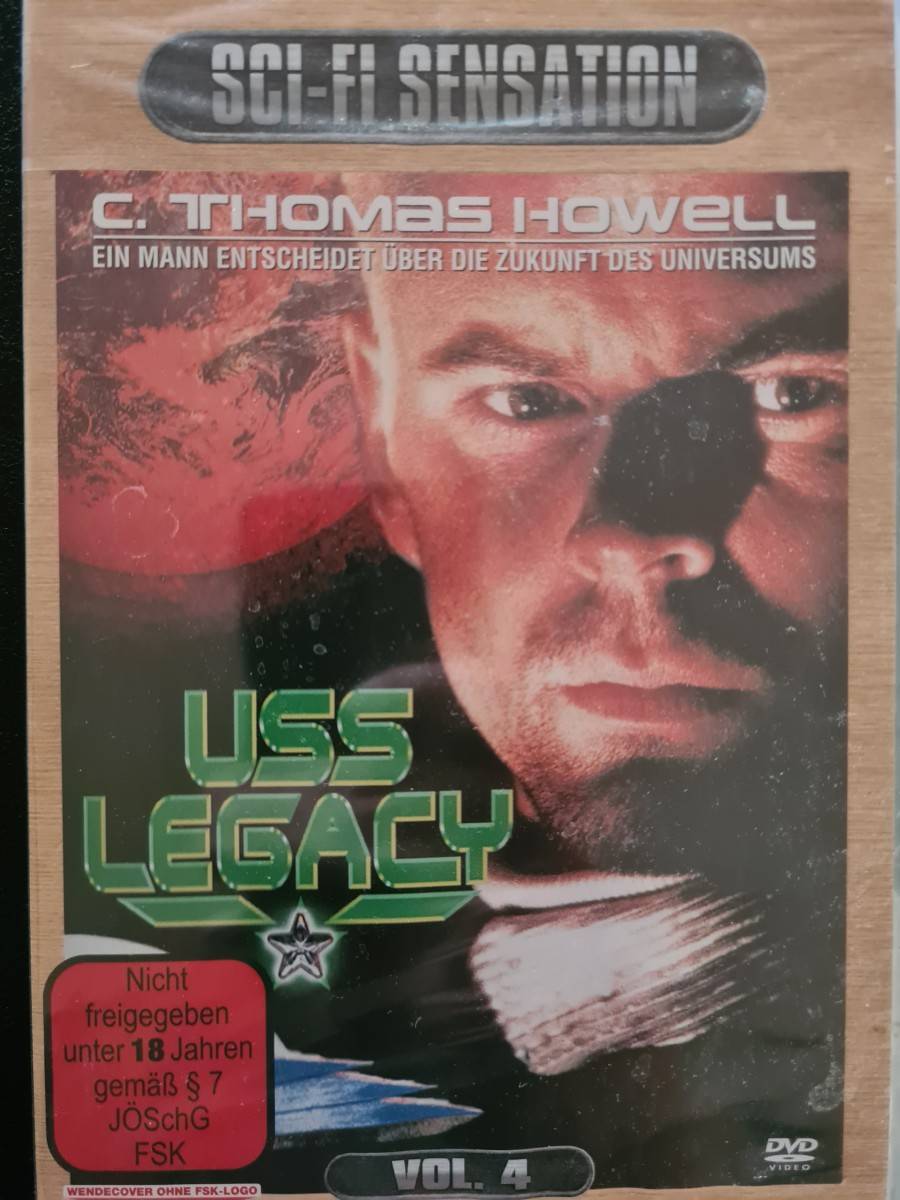 SCI-FI SENSATION
C. THOMAS HOWELL
EIN MANN ENTSCHEIDET ÜBER DIE ZUKUNFT DES UNIVERSUMS
USS
LEGACY
Nicht
freigegeben
unter 18 Jahren
gemäß § 7
JÖSchG
FSK
WENDECOVER OHNE FSK-LOGO
VOL. 4
DVD
VIDEO